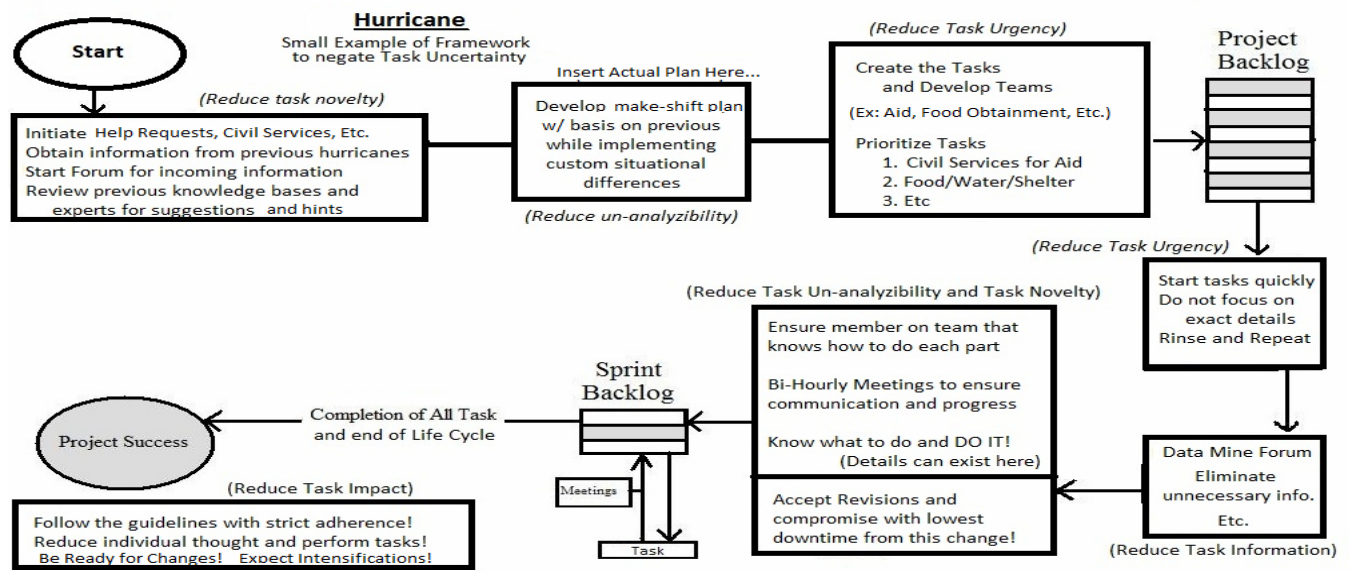 Hurricane
Small Example of Framework
to negate Task Uncertainty
Start
(Reduce task novelty)
Initiate Help Requests, Civil Services, Etc.
Obtain information from previous hurricanes
Start Forum for incoming information
Review previous knowledge bases and
experts for suggestions and hints
Insert Actual Plan Here...
Develop make-shift plan
w/ basis on previous
while implementing
custom situational
differences
(Reduce un-analyzibility)
(Reduce Task Urgency)
Create the Tasks
and Develop Teams
(Ex: Aid, Food Obtainment, Etc.)
Prioritize Tasks
1. Civil Services for Aid
2. Food/Water/Shelter
3. Etc
Project
Backlog
(Reduce Task Urgency)
Start tasks quickly
Do not focus on
exact details
Rinse and Repeat
Data Mine Forum
Eliminate
unnecessary info.
Etc.
(Reduce Task Information)
(Reduce Task Un-analyzibility and Task Novelty)
Ensure member on team that
knows how to do each part
Bi-Hourly Meetings to ensure
communication and progress
Know what to do and DO IT!
(Details can exist here)
Accept Revisions and
compromise with lowest
downtime from this change!
Sprint
Backlog
Meetings
Task
Completion of All Task
and end of Life Cycle
Project Success
(Reduce Task Impact)
Follow the guidelines with strict adherence!
Reduce individual thought and perform tasks!
Be Ready for Changes! Expect Intensifications!